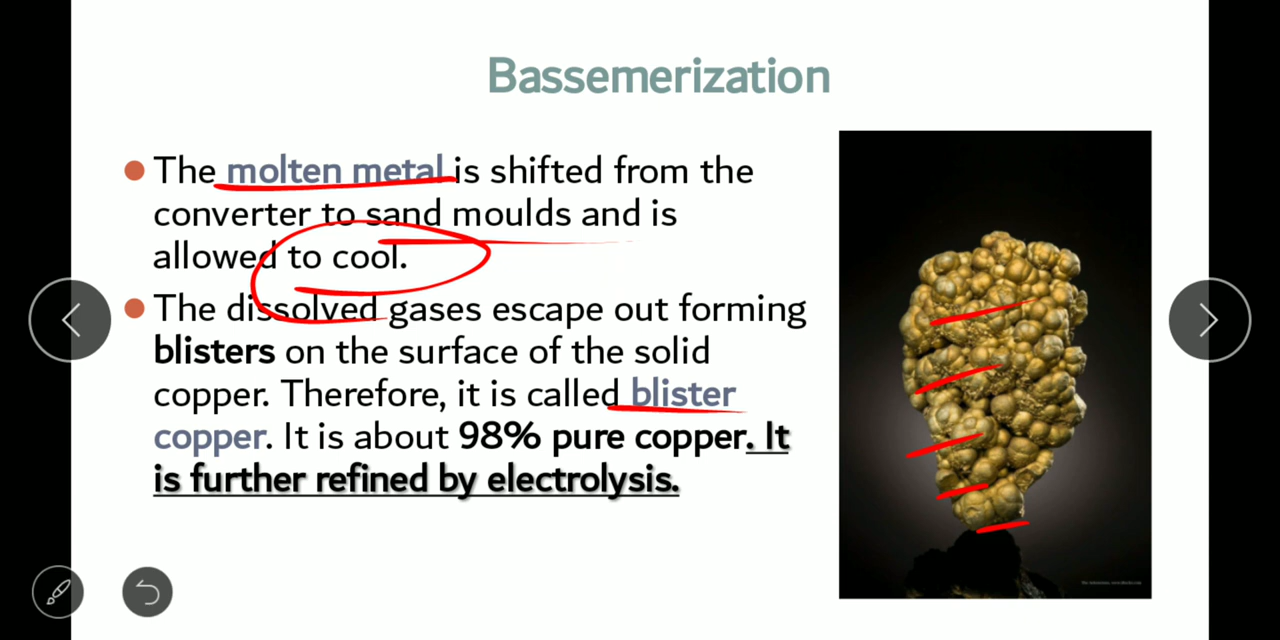 Bassemerization
The molten metal is shifted from the
converter to sand moulds and is
allowed to cool.
The dissolved gases escape out forming
blisters on the surface of the solid
copper. Therefore, it is called blister
copper. It is about 98% pure copper. It
is further refined by electrolysis.